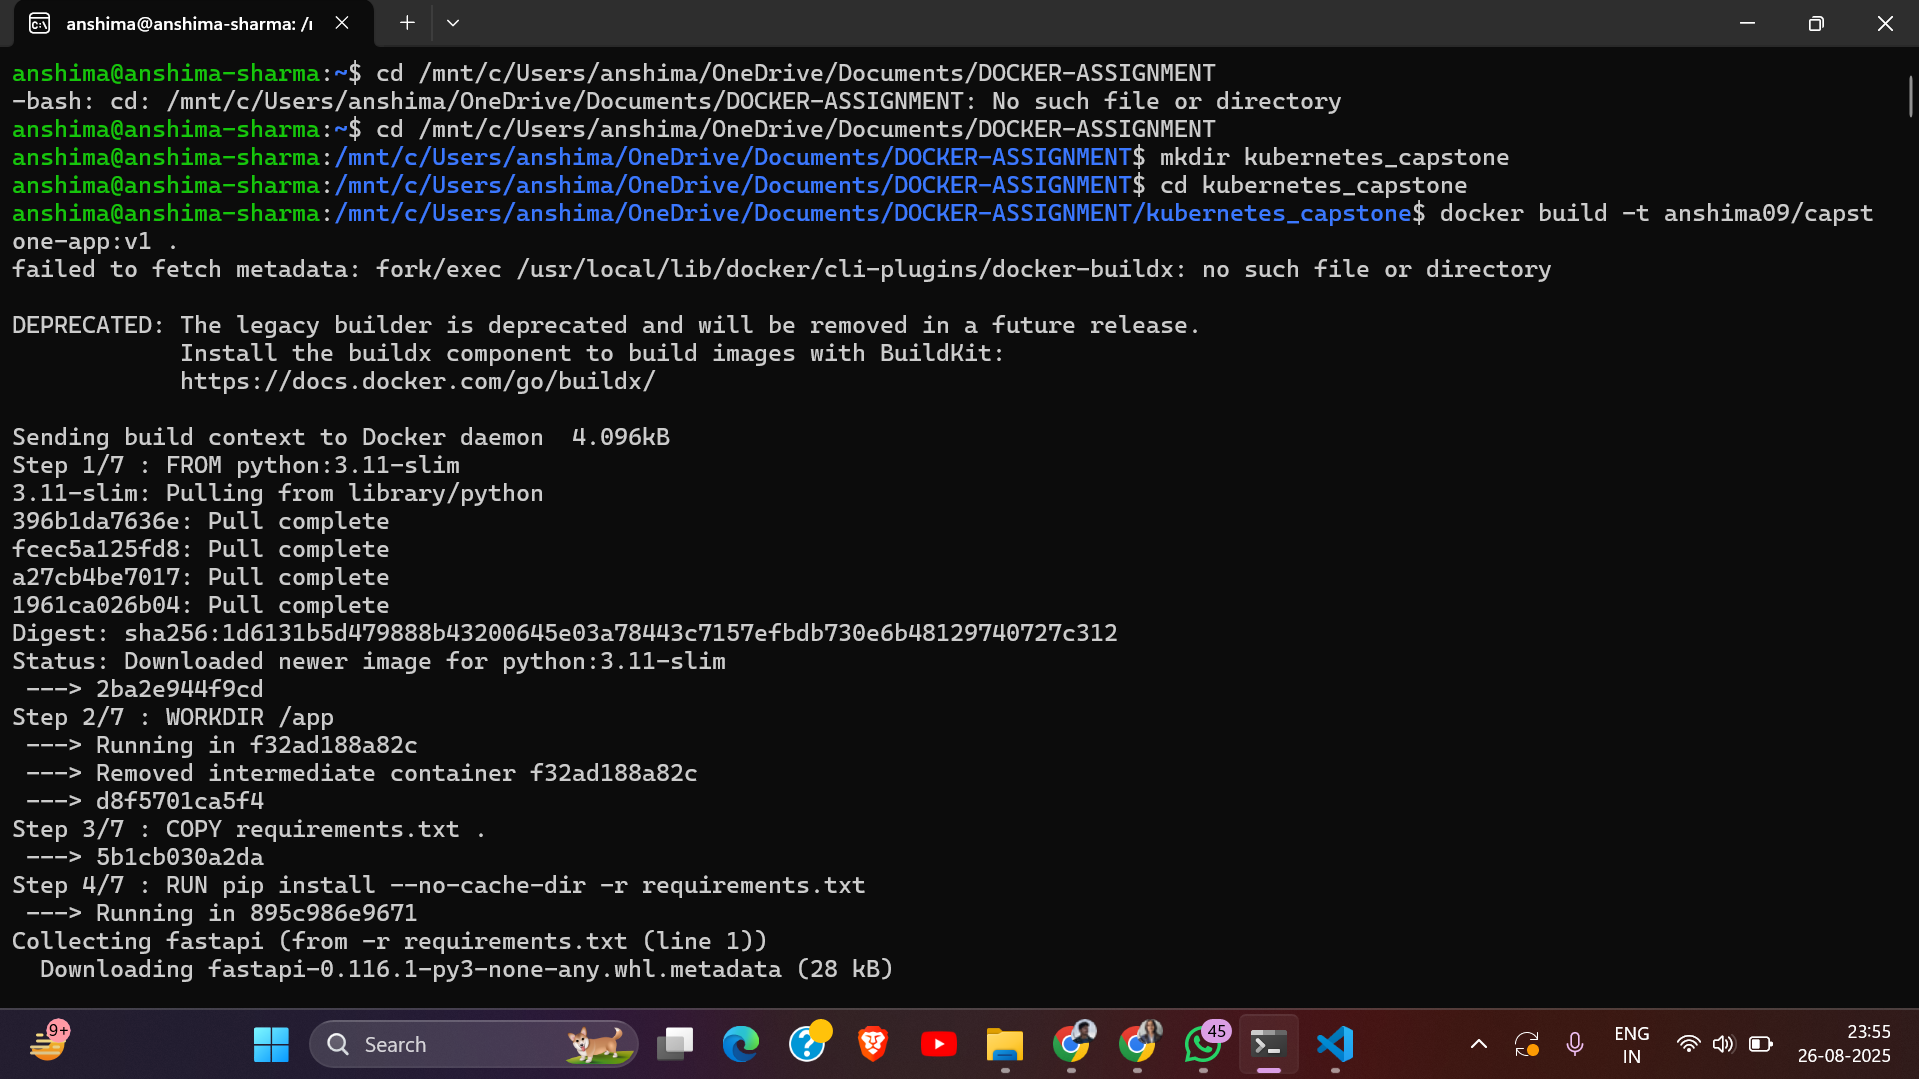 anshima@anshima-sharma: /r
anshima@anshima-sharma:~$ cd /mnt/c/Users/anshima/OneDrive/Documents/DOCKER-ASSIGNMENT
-bash: cd: /mnt/c/Users/anshima/OneDrive/Documents/DOCKER-ASSIGNMENT: No such file or directory
anshima@anshima-sharma:~$ cd /mnt/c/Users/anshima/OneDrive/Documents/DOCKER-ASSIGNMENT
anshima@anshima-sharma:/mnt/c/Users/anshima/OneDrive/Documents/DOCKER-ASSIGNMENT$ mkdir kubernetes_capstone
anshima@anshima-sharma:/mnt/c/Users/anshima/OneDrive/Documents/DOCKER-ASSIGNMENT$ cd kubernetes_capstone
anshima@anshima-sharma:/mnt/c/Users/anshima/OneDrive/Documents/DOCKER-ASSIGNMENT/kubernetes_capstone$ docker build -t anshima09/capst
one-app:v1 .
failed to fetch metadata: fork/exec /usr/local/lib/docker/cli-plugins/docker-buildx: no such file or directory
DEPRECATED: The legacy builder is deprecated and will be removed in a future release.
Install the buildx component to build images with BuildKit:
https://docs.docker.com/go/buildx/
Sending build context to Docker daemon  4.096kB
Step 1/7 : FROM python:3.11-slim
3.11-slim: Pulling from library/python
396b1da7636e: Pull complete
fcec5a125fd8: Pull complete
a27cb4be7017: Pull complete
1961ca026b04: Pull complete
Digest: sha256:1d6131b5d479888b43200645e03a78443c7157efbdb730e6b48129740727c312
Status: Downloaded newer image for python:3.11-slim
---> 2ba2e944f9cd
Step 2/7 : WORKDIR /app
---> Running in f32ad188a82c
---> Removed intermediate container f32ad188a82c
---> d8f5701ca5f4
Step 3/7 : COPY requirements.txt .
---> 5b1cb030a2da
Step 4/7 : RUN pip install --no-cache-dir -r requirements.txt
---> Running in 895c986e9671
Collecting fastapi (from -r requirements.txt (line 1))
Downloading fastapi-0.116.1-py3-none-any.whl.metadata (28 kB)
9+
Search
45
ENG
IN
23:55
26-08-2025